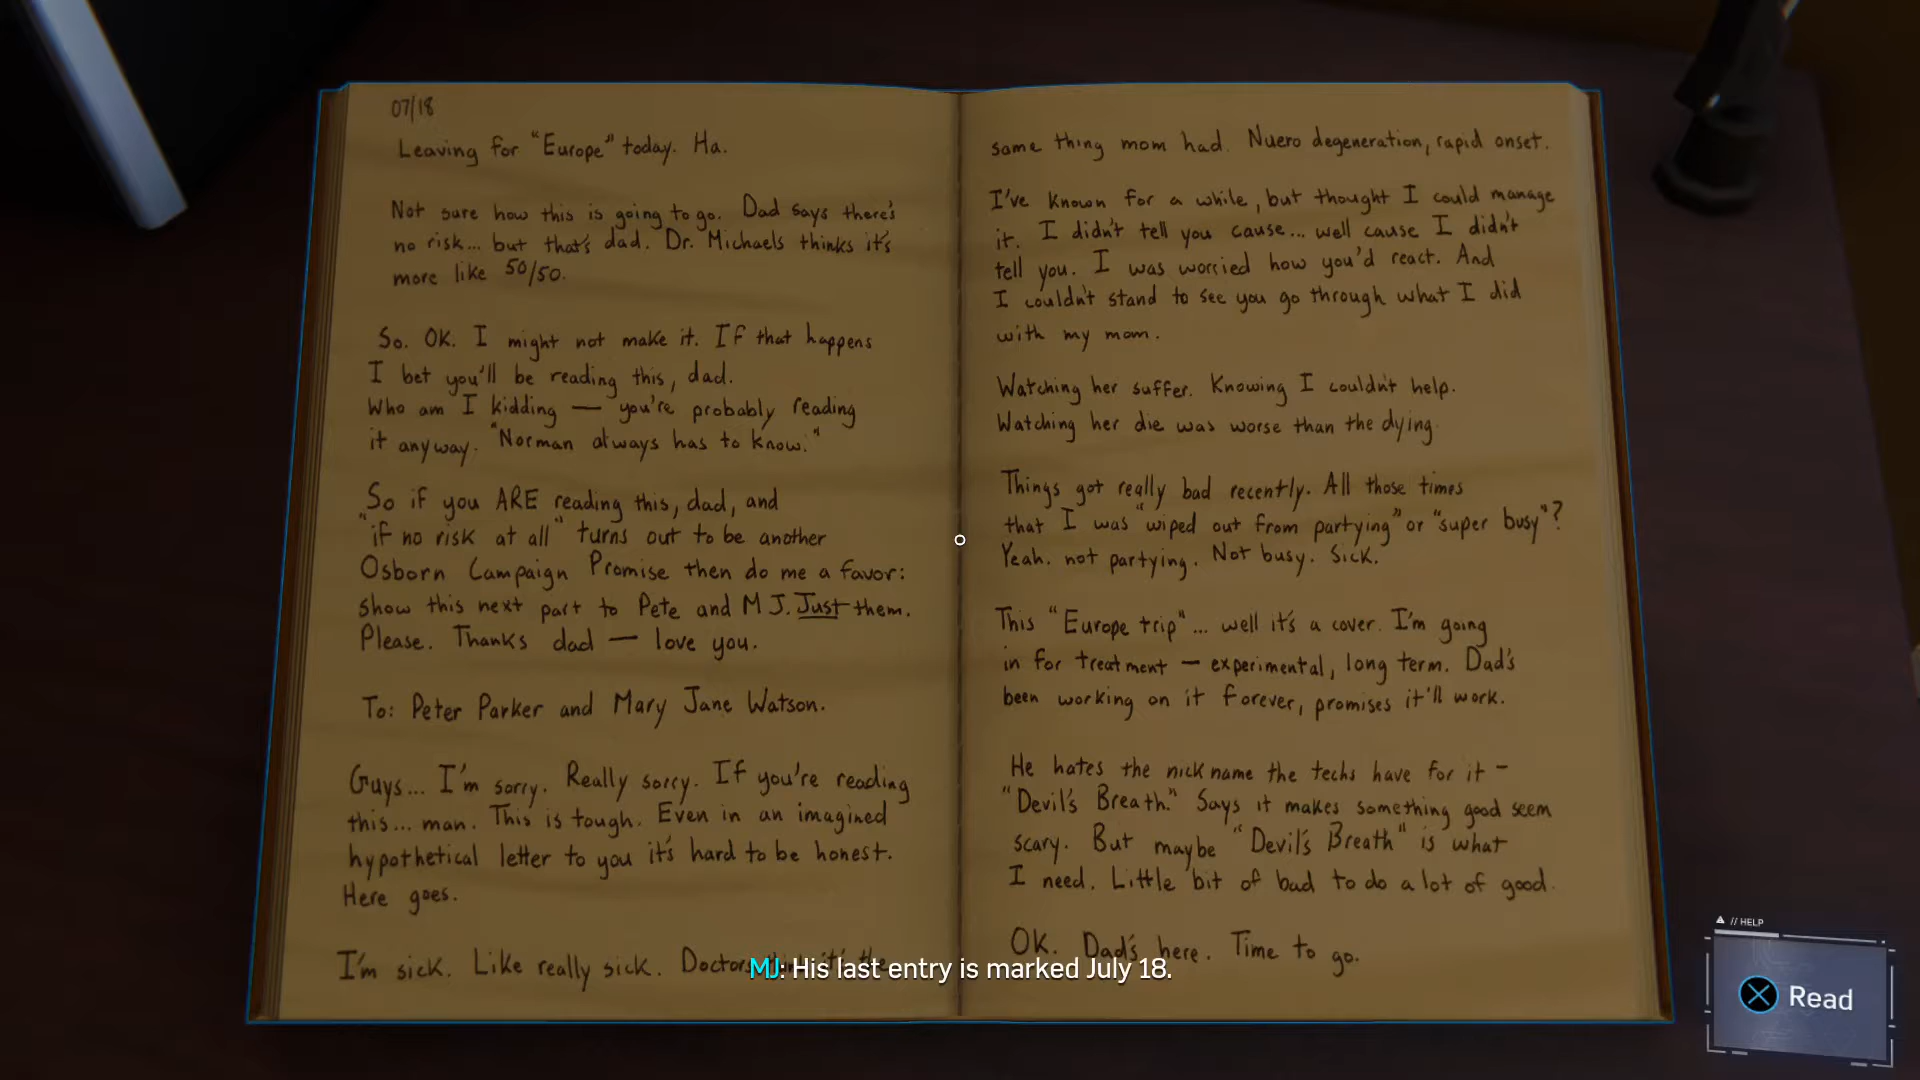 07/18
Leaving for "Europe" today. Ha.
Not sure how this is going to go. Dad says there's
no risk... but that's dad. Dr. Michaels thinks it's
more like 50/50.
So. OK. I might not make it. If that happens
I bet you'll be reading this, dad.
Who am I kidding — you're probably reading
it anyway. "Norman always has to know."
So if you ARE reading this, dad, and
"if no risk at all" turns out to be another
Osborn Campaign Promise then do me a favor:
show this next part to Pete and MJ. Just them.
Please. Thanks dad — love you.
To: Peter Parker and Mary Jane Watson.
Guys... I'm sorry. Really sorry. If you're reading
this... man. This is tough. Even in an imagined
hypothetical letter to you it's hard to be honest.
Here goes.
I'm sick. Like really sick. Doctors it's the
same thing mom had. Nuero degeneration, rapid onset.
I've known for a while, but thought I could manage
it. I didn't tell you cause... well cause I didn't
tell you. I was worried how you'd react. And
I couldn't stand to see you go through what I did
with my mom.
Watching her suffer. Knowing I couldn't help.
Watching her die was worse than the dying.
Things got really bad recently. All those times
that I was "wiped out from partying" or "super busy"?
Yeah. not partying. Not busy. Sick.
This "Europe trip"... well it's a cover. I'm going
in for treatment — experimental, long term. Dad's
been working on it forever, promises it'll work.
He hates the nickname the techs have for it -
"Devil's Breath." Says it makes something good seem
scary. But maybe "Devil's Breath" is what
I need. Little bit of bad to do a lot of good.
OK. Dad's here. Time to go.
MJ: His last entry is marked July 18.
// HELP
Read